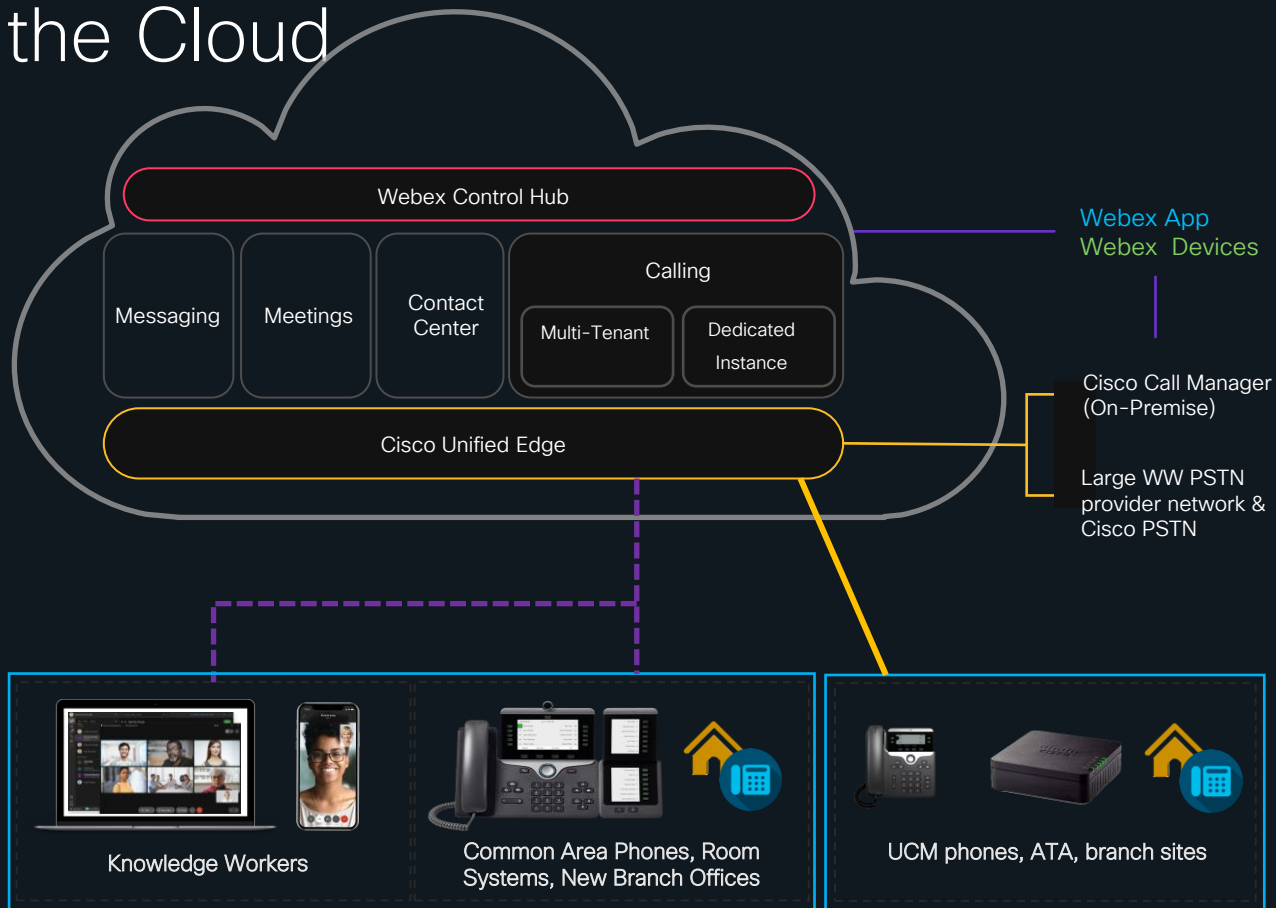 the Cloud
Webex Control Hub
Webex App
Webex Devices
Messaging
Meetings
Contact
Center
Calling
Multi-Tenant
Dedicated
Instance
Cisco Call Manager
(On-Premise)
Cisco Unified Edge
Large WW PSTN
provider network &
Cisco PSTN
Knowledge Workers
Common Area Phones, Room
Systems, New Branch Offices
UCM phones, ATA, branch sites